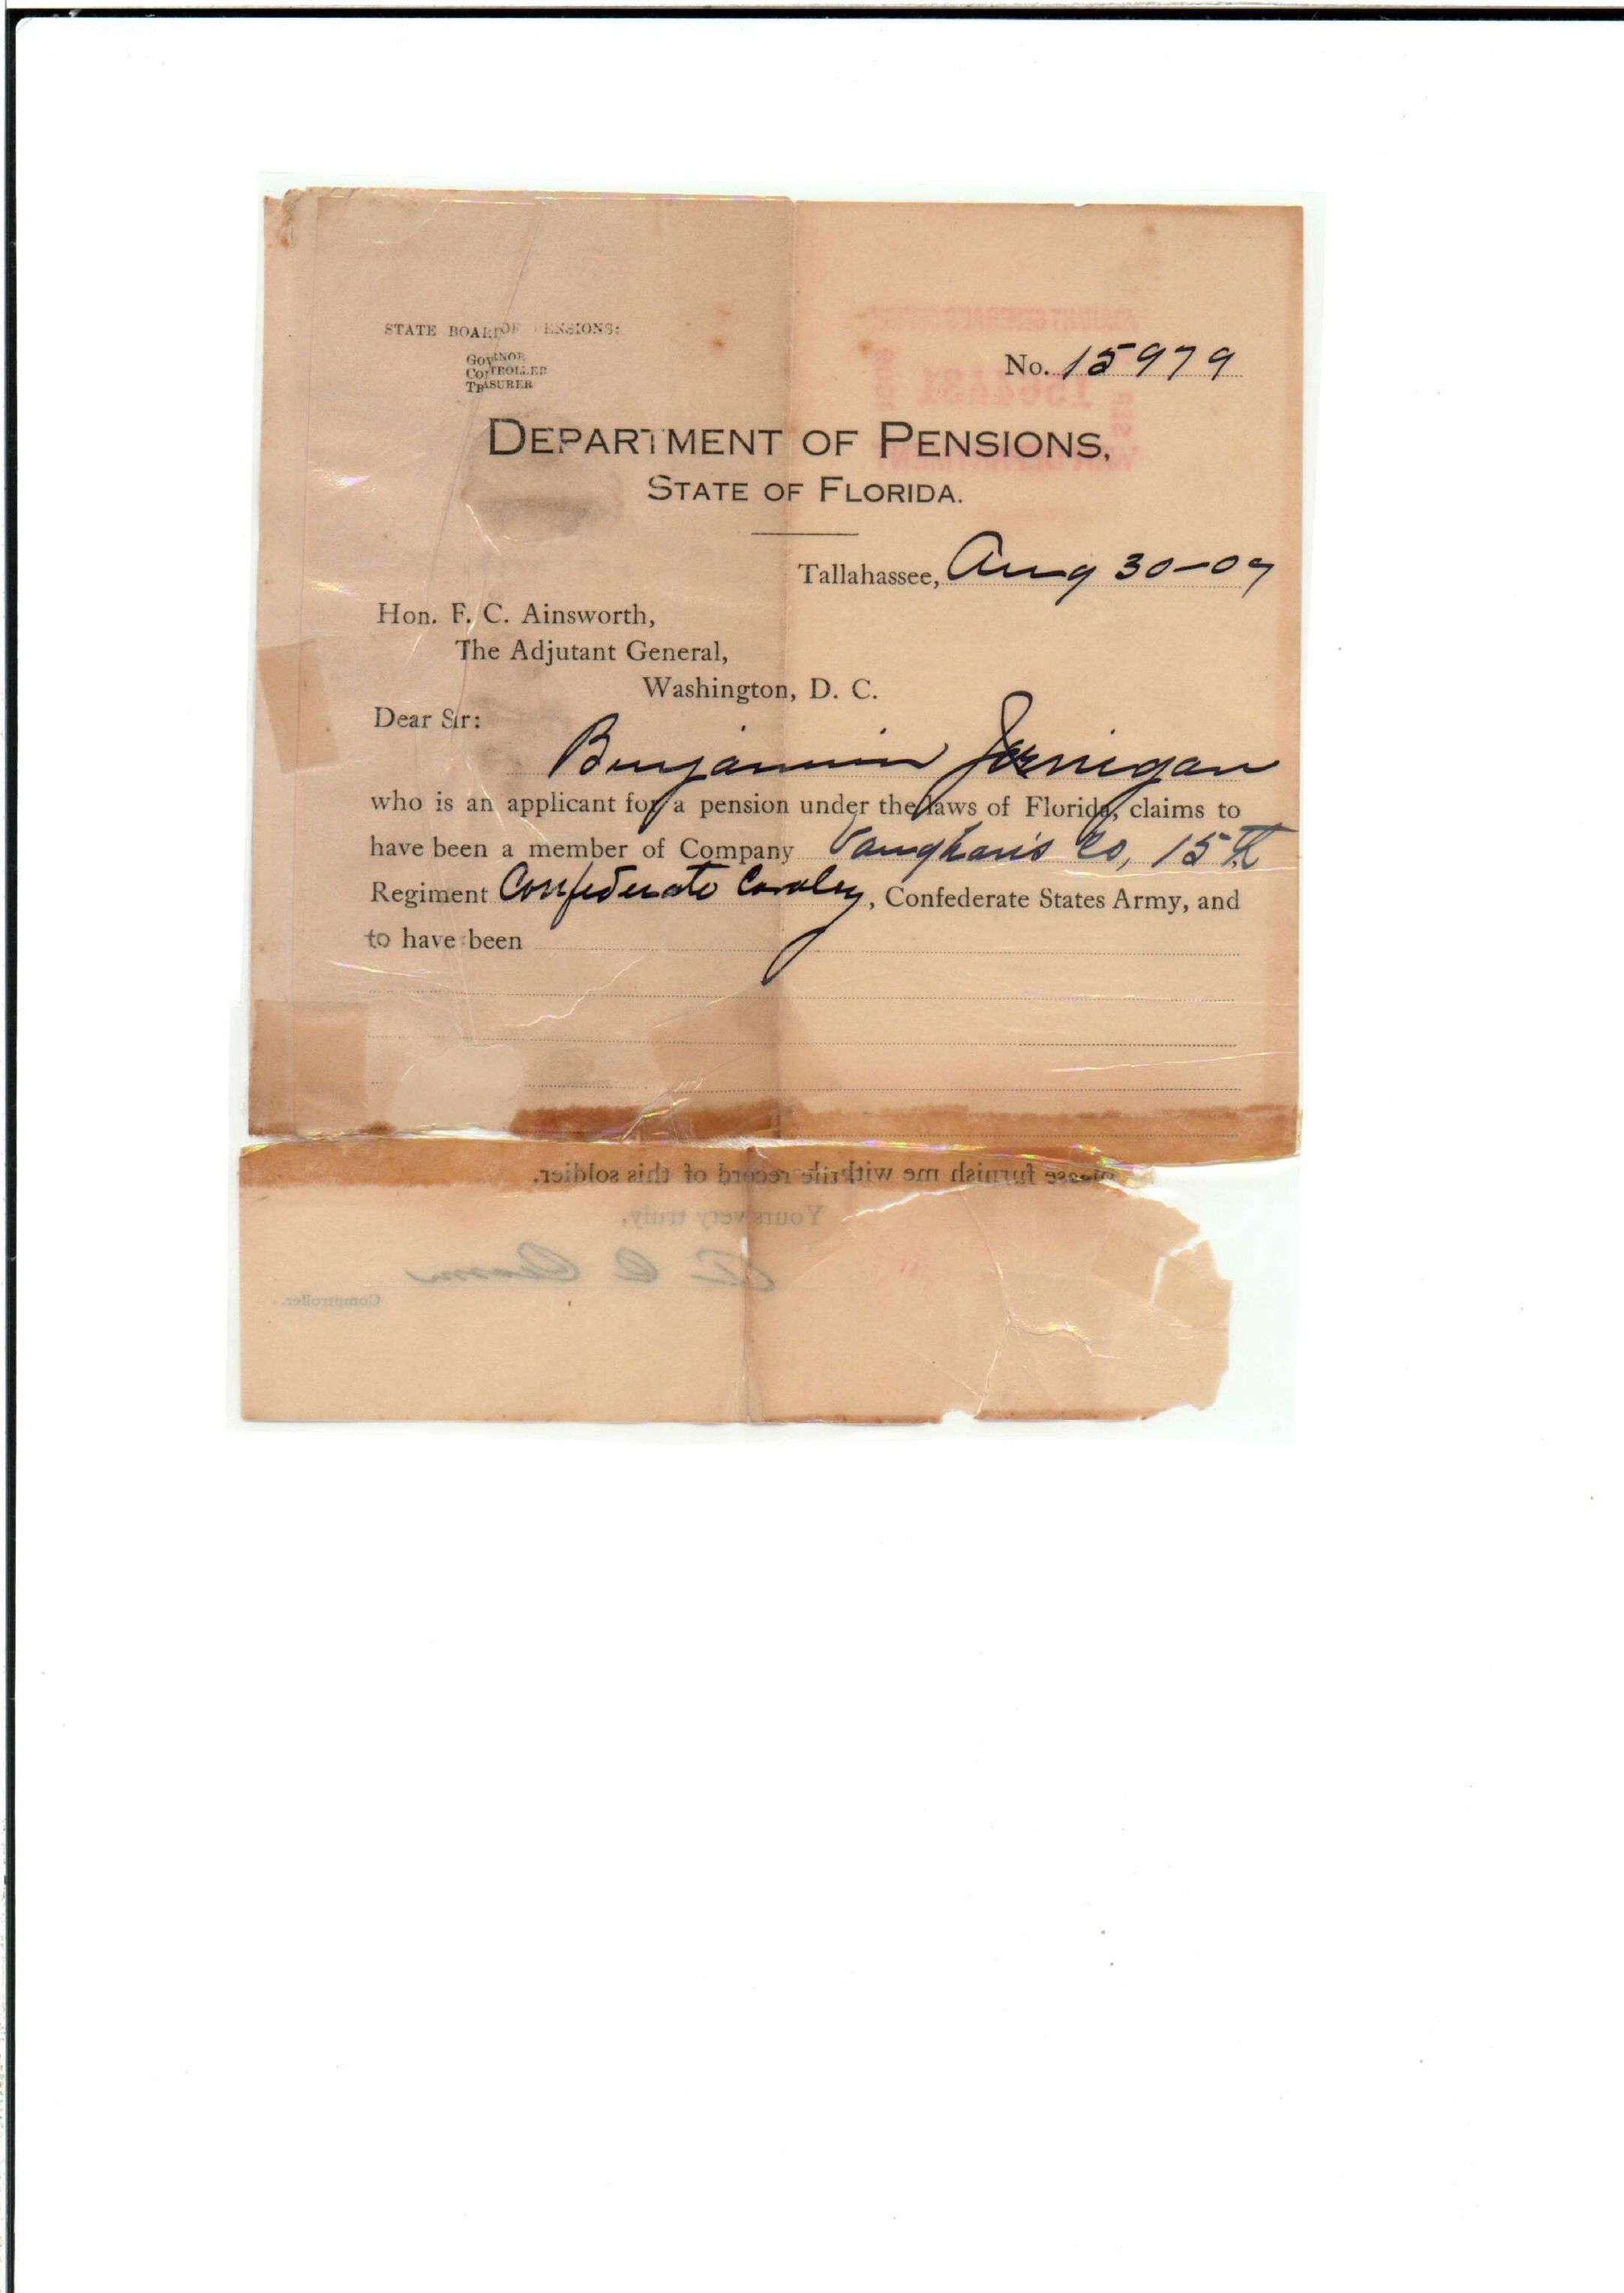 STATE BOARD OF PENSIONS:
GOVERNOR
COMPTROLLER
TREASURER
No. 15979
DEPARTMENT OF PENSIONS,
STATE OF FLORIDA.
Tallahassee, Aug 30-09
Hon. F. C. Ainsworth,
The Adjutant General,
Washington, D. C.
Dear Sir:
Benjamin Jernigan
who is an applicant for a pension under the laws of Florida, claims to
have been a member of Company Vaughan's Co, 15th
Regiment Confederate Cavalry, Confederate States Army, and
to have been
please furnish me with the record of this soldier.
Yours very truly,
Comptroller.